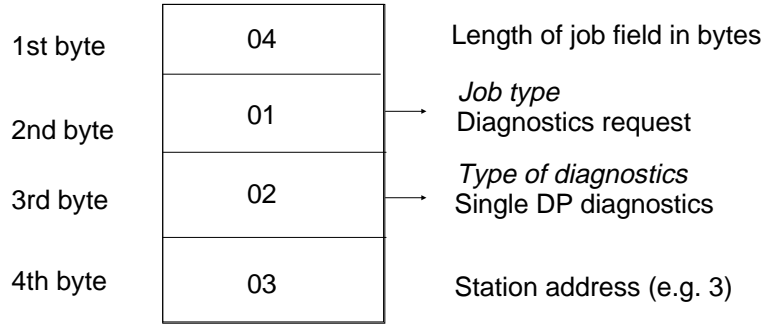 1st byte 04 Length of job field in bytes
Job type
2nd byte 01 Diagnostics request
Type of diagnostics
3rd byte 02 Single DP diagnostics
4th byte 03 Station address (e.g. 3)